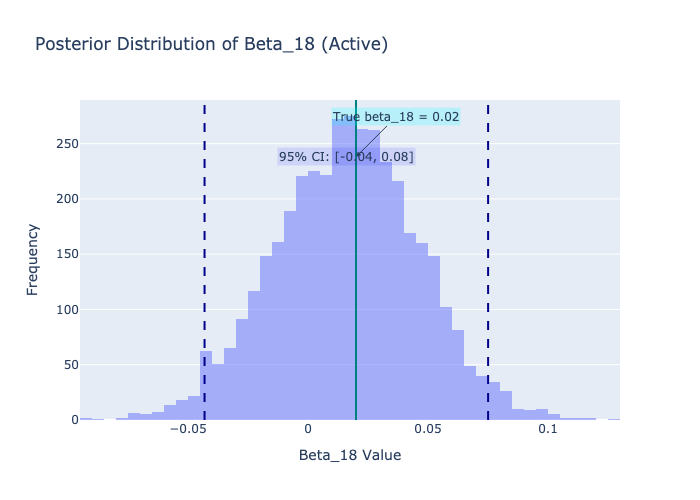 Posterior Distribution of Beta_18 (Active)
True beta_18 = 0.02
95% CI: [-0.04, 0.08]
250
200
150
100
50
0
Frequency
−0.05
0
0.05
0.1
Beta_18 Value